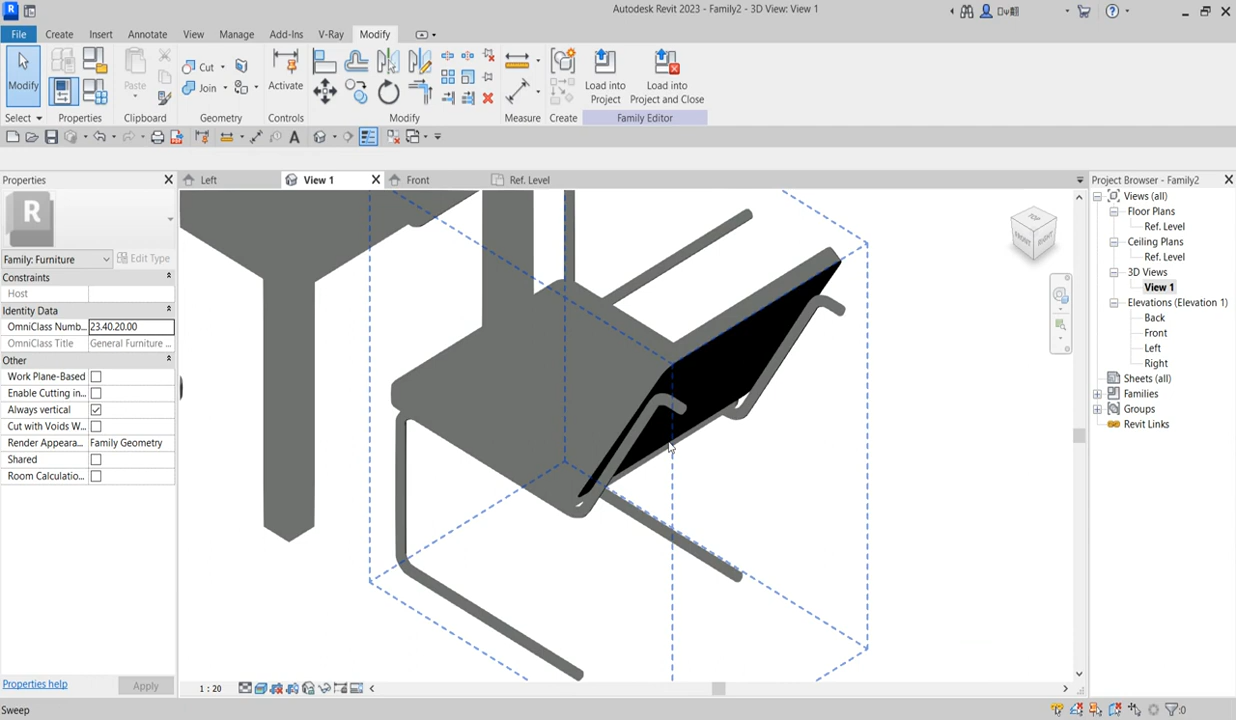 Autodesk Revit 2023 - Family2 - 3D View: View 1
File Create Insert Annotate View Manage Add-Ins V-Ray Modify
Modify Paste Cut Join Activate Load into Project Load into Project and Close
Select Properties Clipboard Geometry Controls Modify Measure Create Family Editor
Properties
Left View 1 Front Ref. Level
Project Browser - Family2
Family: Furniture Edit Type
Constraints
Host
Identity Data
OmniClass Numb... 23.40.20.00
OmniClass Title General Furniture ...
Other
Work Plane-Based
Enable Cutting in...
Always vertical
Cut with Voids W...
Render Appeara... Family Geometry
Shared
Room Calculatio...
Properties help Apply
TOP
FRONT
RIGHT
Views (all)
Floor Plans
Ref. Level
Ceiling Plans
Ref. Level
3D Views
View 1
Elevations (Elevation 1)
Back
Front
Left
Right
Sheets (all)
Families
Groups
Revit Links
1 : 20
Sweep
:0